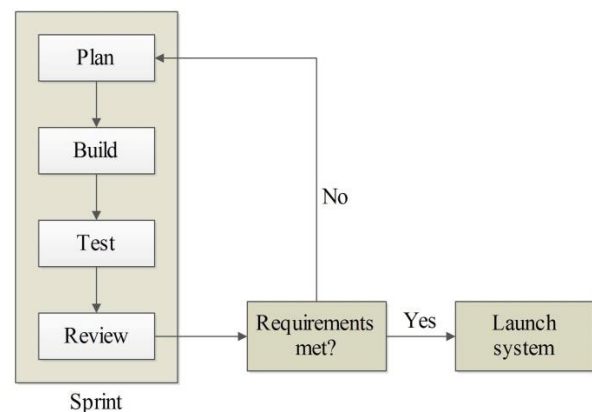 Plan
Build
Test
Review
Sprint
No
Requirements
met?
Yes
Launch
system